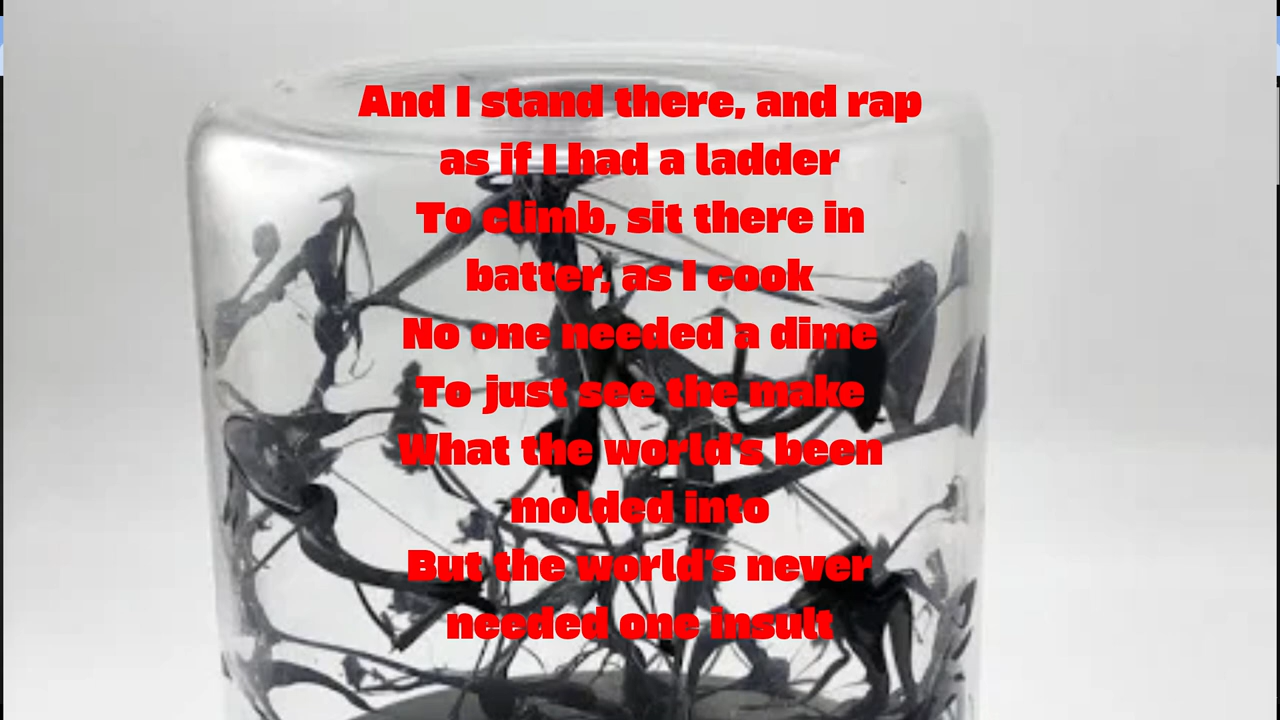 And I stand there, and rap
as if I had a ladder
To climb, sit there in
batter, as I cook
No one needed a dime
To just see the make
What the world's been
molded into
But the world's never
needed one insult